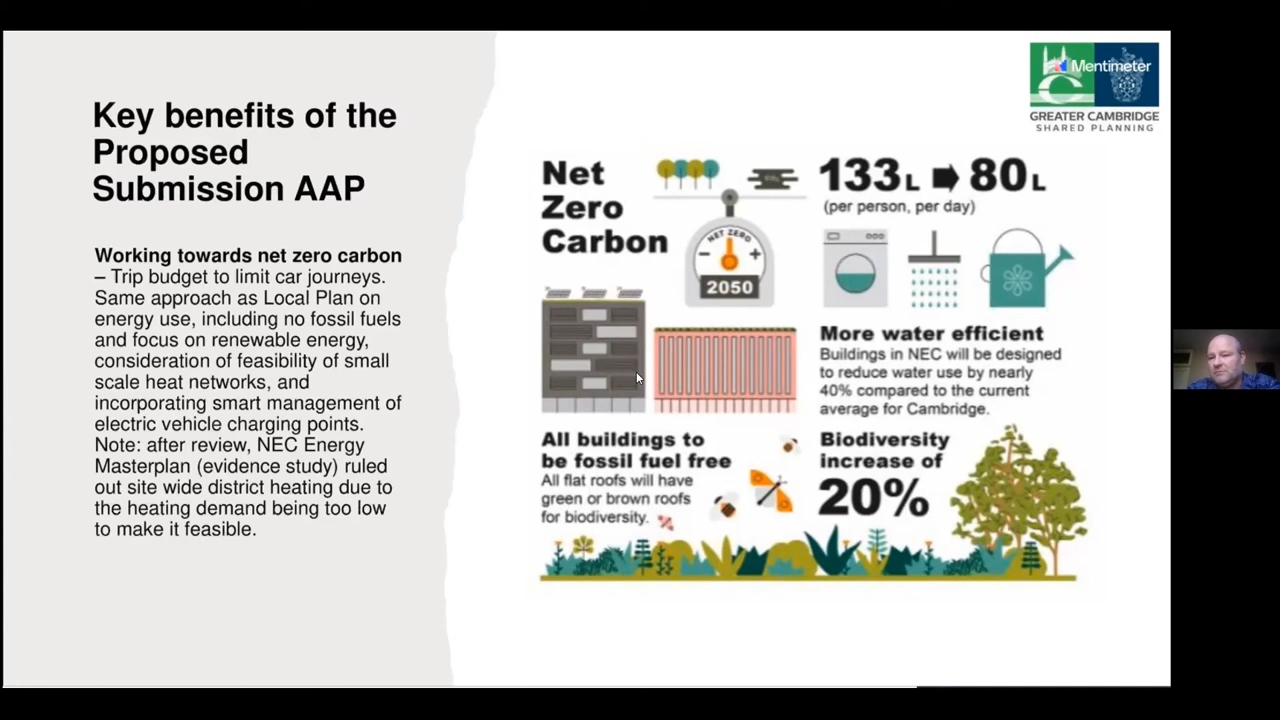 Key benefits of the
Proposed
Submission AAP
Working towards net zero carbon
– Trip budget to limit car journeys.
Same approach as Local Plan on
energy use, including no fossil fuels
and focus on renewable energy,
consideration of feasibility of small
scale heat networks, and
incorporating smart management of
electric vehicle charging points.
Note: after review, NEC Energy
Masterplan (evidence study) ruled
out site wide district heating due to
the heating demand being too low
to make it feasible.
Mentimeter
GREATER CAMBRIDGE
SHARED PLANNING
Net
Zero
Carbon
NET ZERO
2050
133L 80L
(per person, per day)
More water efficient
Buildings in NEC will be designed
to reduce water use by nearly
40% compared to the current
average for Cambridge.
All buildings to
be fossil fuel free
All flat roofs will have
green or brown roofs
for biodiversity.
Biodiversity
increase of
20%